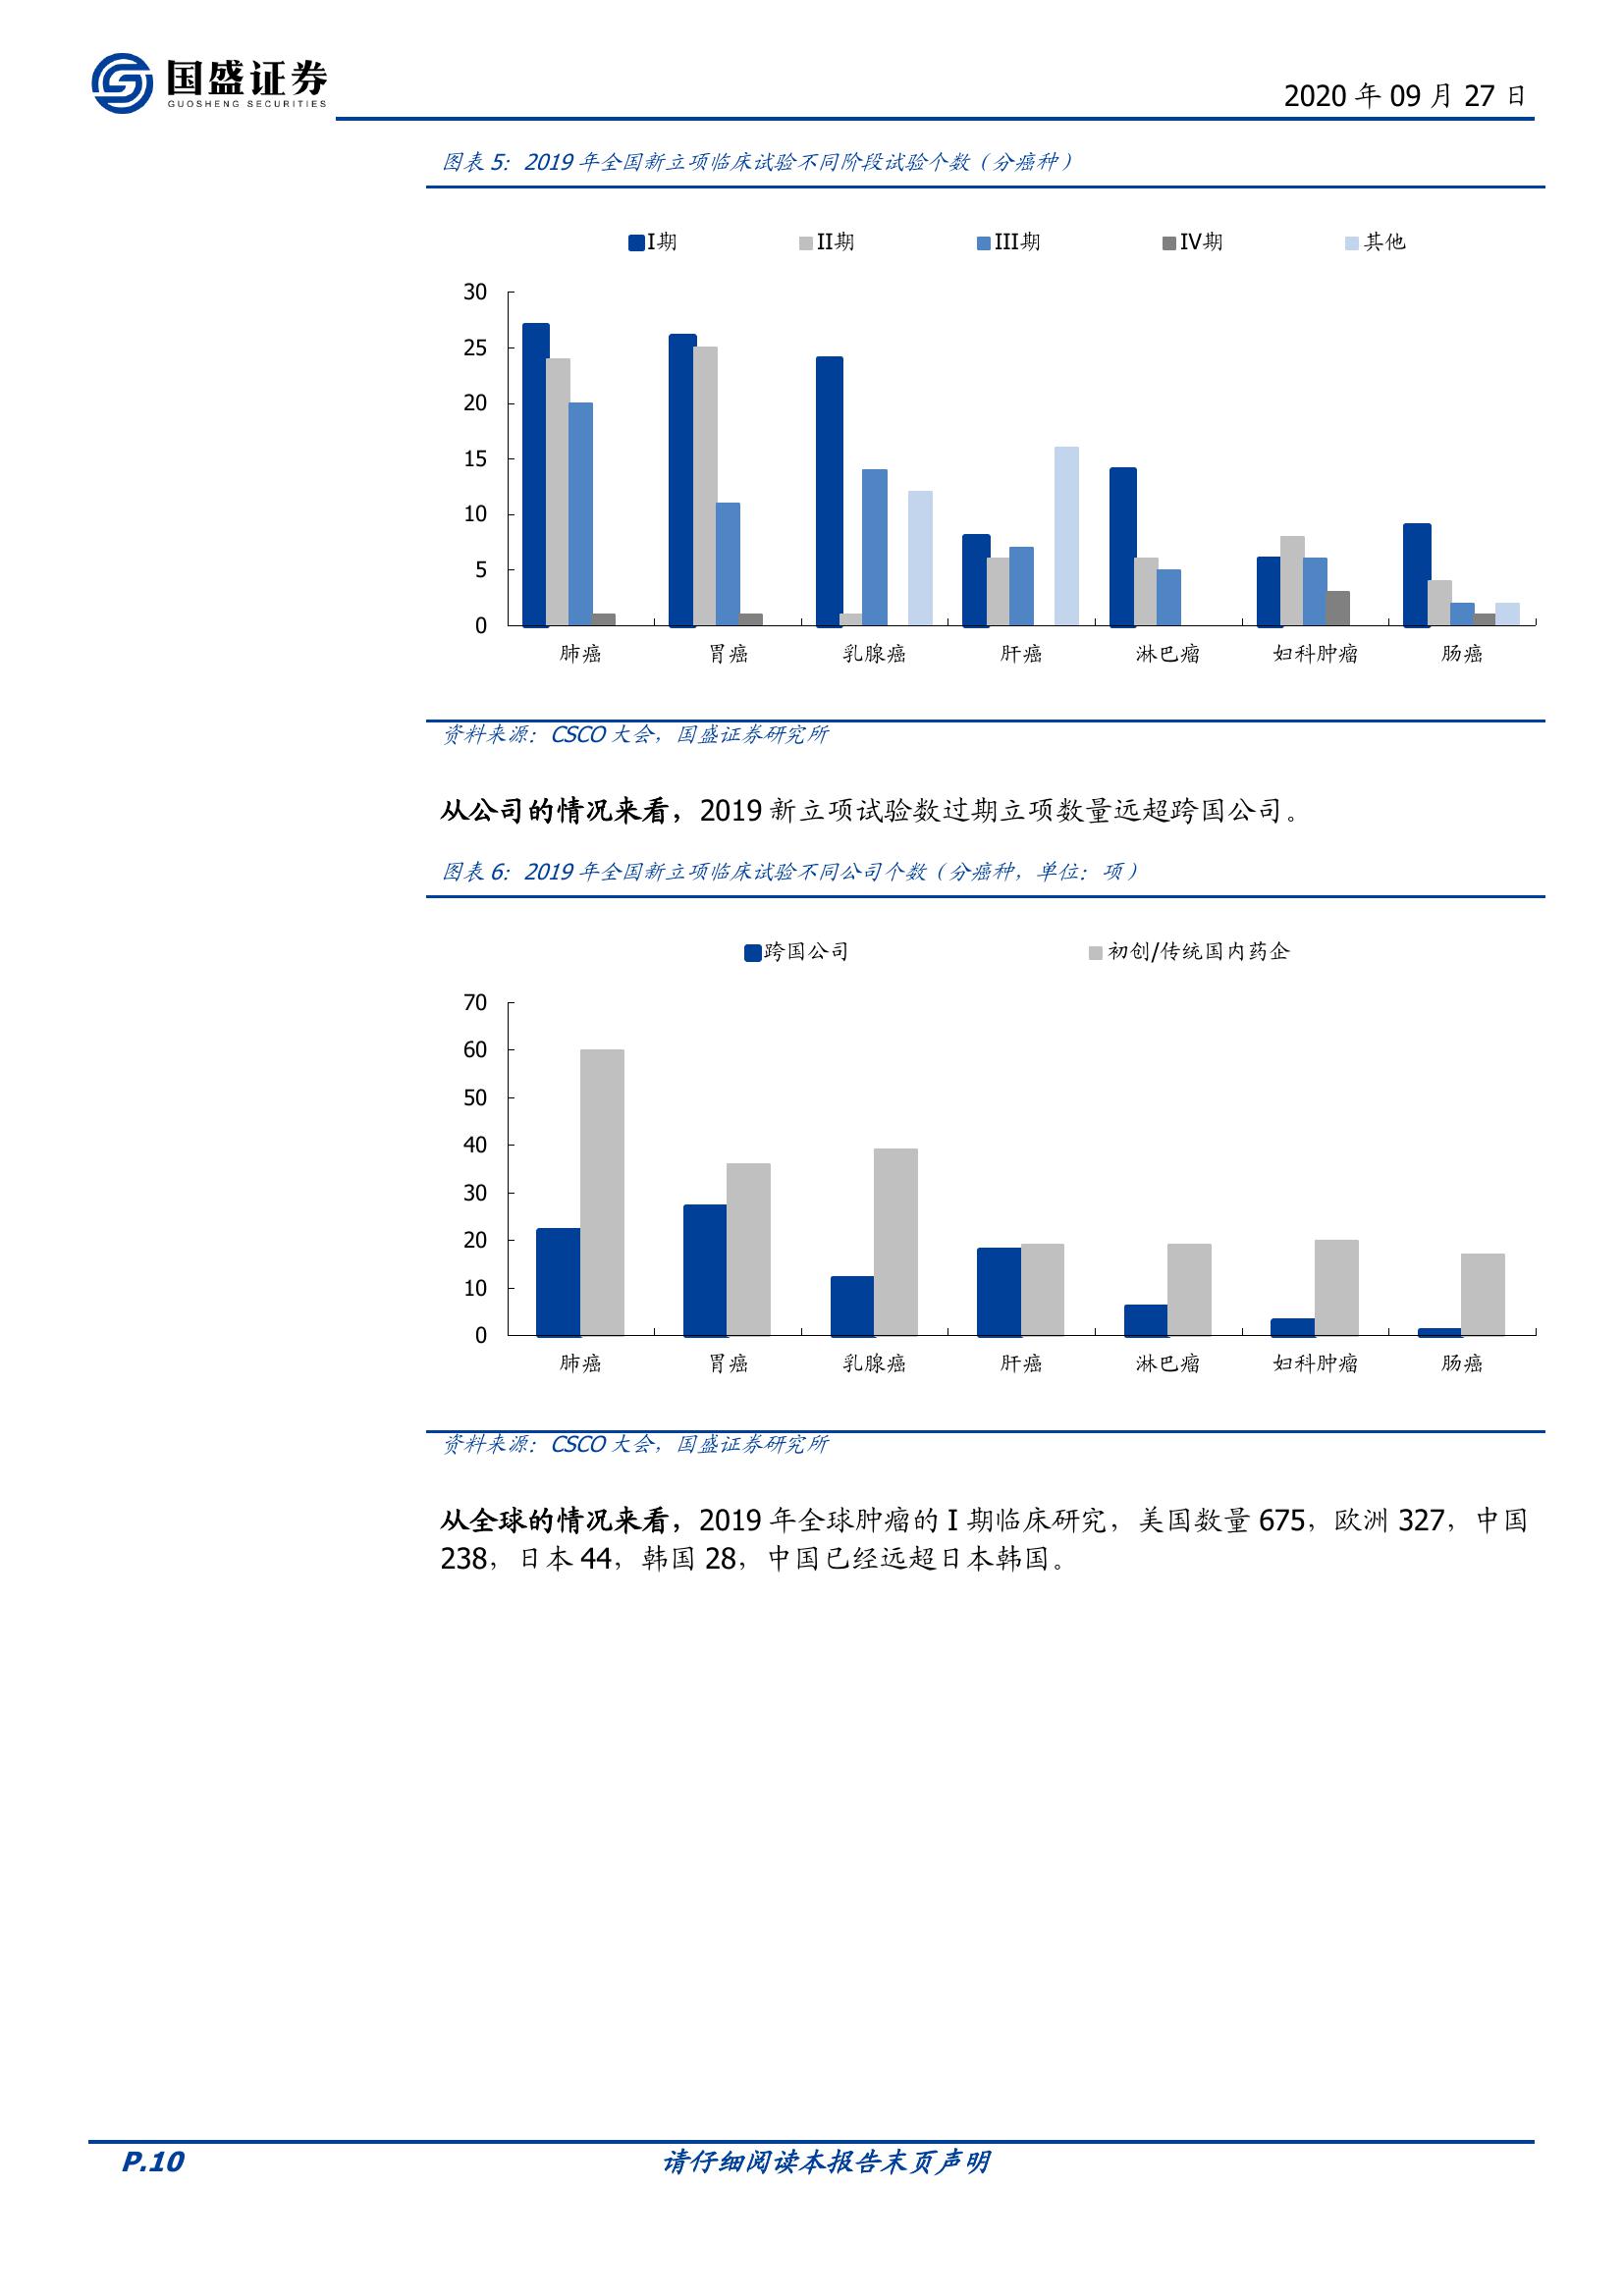 国盛证券
GUOSHENG SECURITIES
2020 年 09 月 27 日
图表 5：2019 年全国新立项临床试验不同阶段试验个数（分癌种）
I期 II期 III期 IV期 其他
30
25
20
15
10
5
0
肺癌 胃癌 乳腺癌 肝癌 淋巴瘤 妇科肿瘤 肠癌
资料来源：CSCO 大会，国盛证券研究所
从公司的情况来看，2019 新立项试验数过期立项数量远超跨国公司。
图表 6：2019 年全国新立项临床试验不同公司个数（分癌种，单位：项）
跨国公司 初创/传统国内药企
70
60
50
40
30
20
10
0
肺癌 胃癌 乳腺癌 肝癌 淋巴瘤 妇科肿瘤 肠癌
资料来源：CSCO 大会，国盛证券研究所
从全球的情况来看，2019 年全球肿瘤的 I 期临床研究，美国数量 675，欧洲 327，中国
238，日本 44，韩国 28，中国已经远超日本韩国。
P.10
请仔细阅读本报告末页声明